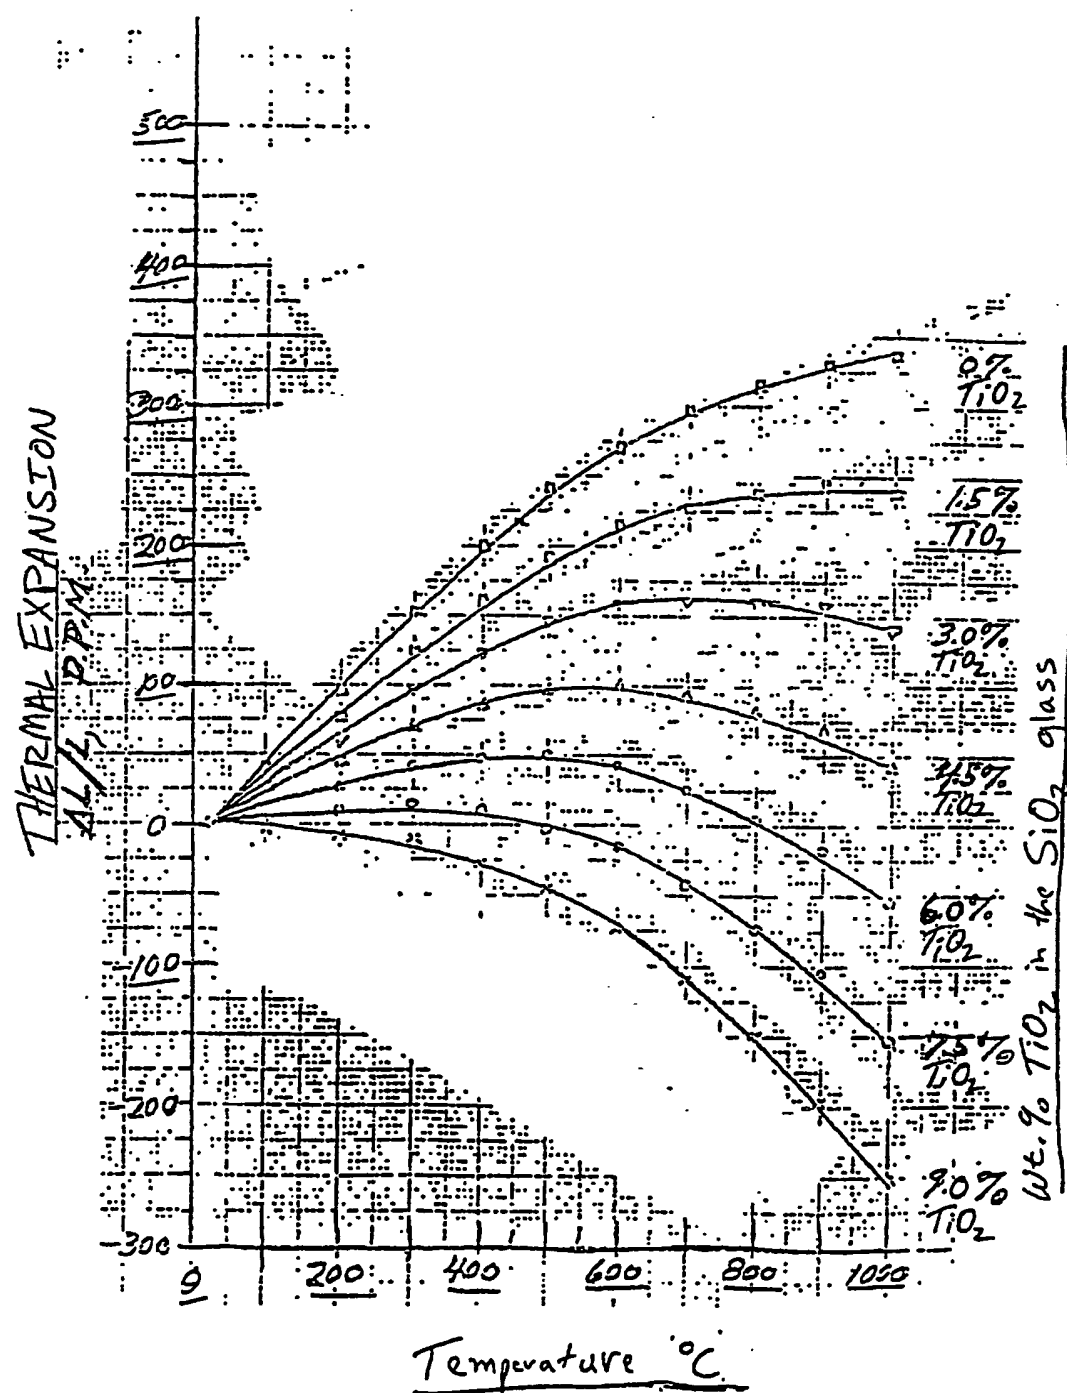 THERMAL EXPANSION
ΔL/L, P.P.M.
500
400
300
200
100
0
-100
-200
-300
0 200 400 600 800 1000
Temperature °C
0%
TiO2
1.5%
TiO2
3.0%
TiO2
4.5%
TiO2
6.0%
TiO2
7.5%
TiO2
9.0%
TiO2
Wt.% TiO2 in the SiO2 glass